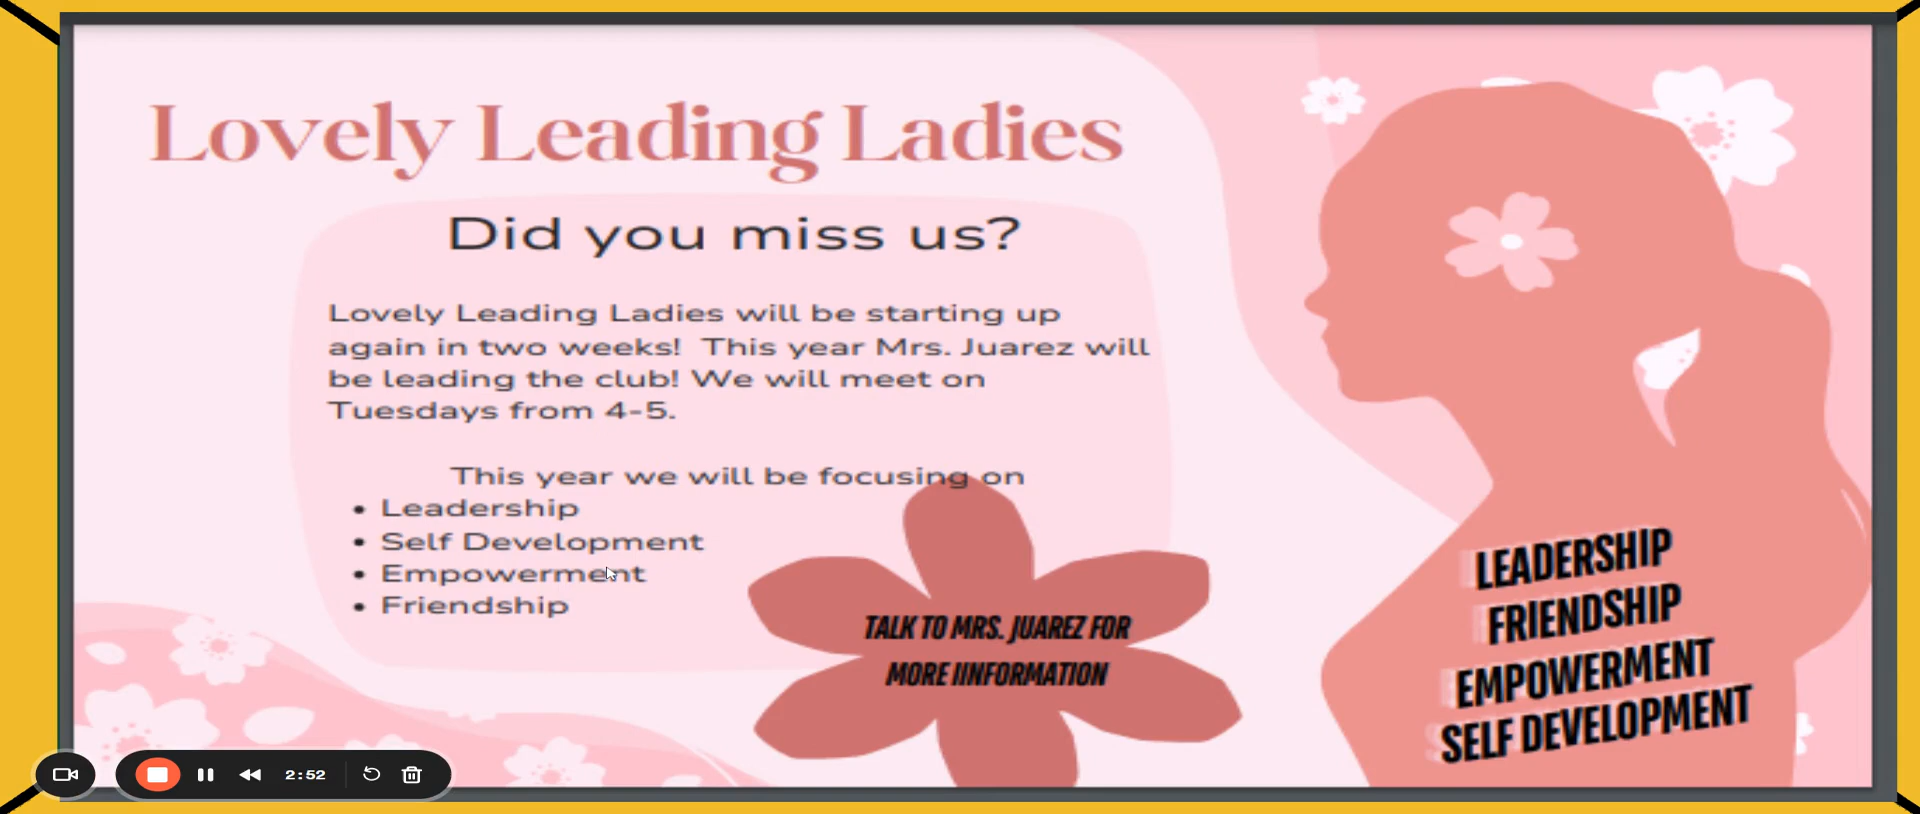 Lovely Leading Ladies
Did you miss us?
Lovely Leading Ladies will be starting up
again in two weeks!  This year Mrs. Juarez will
be leading the club! We will meet on
Tuesdays from 4-5.
This year we will be focusing on
• Leadership
• Self Development
• Empowerment
• Friendship
TALK TO MRS. JUAREZ FOR
MORE IINFORMATION
LEADERSHIP
FRIENDSHIP
EMPOWERMENT
SELF DEVELOPMENT
2:52